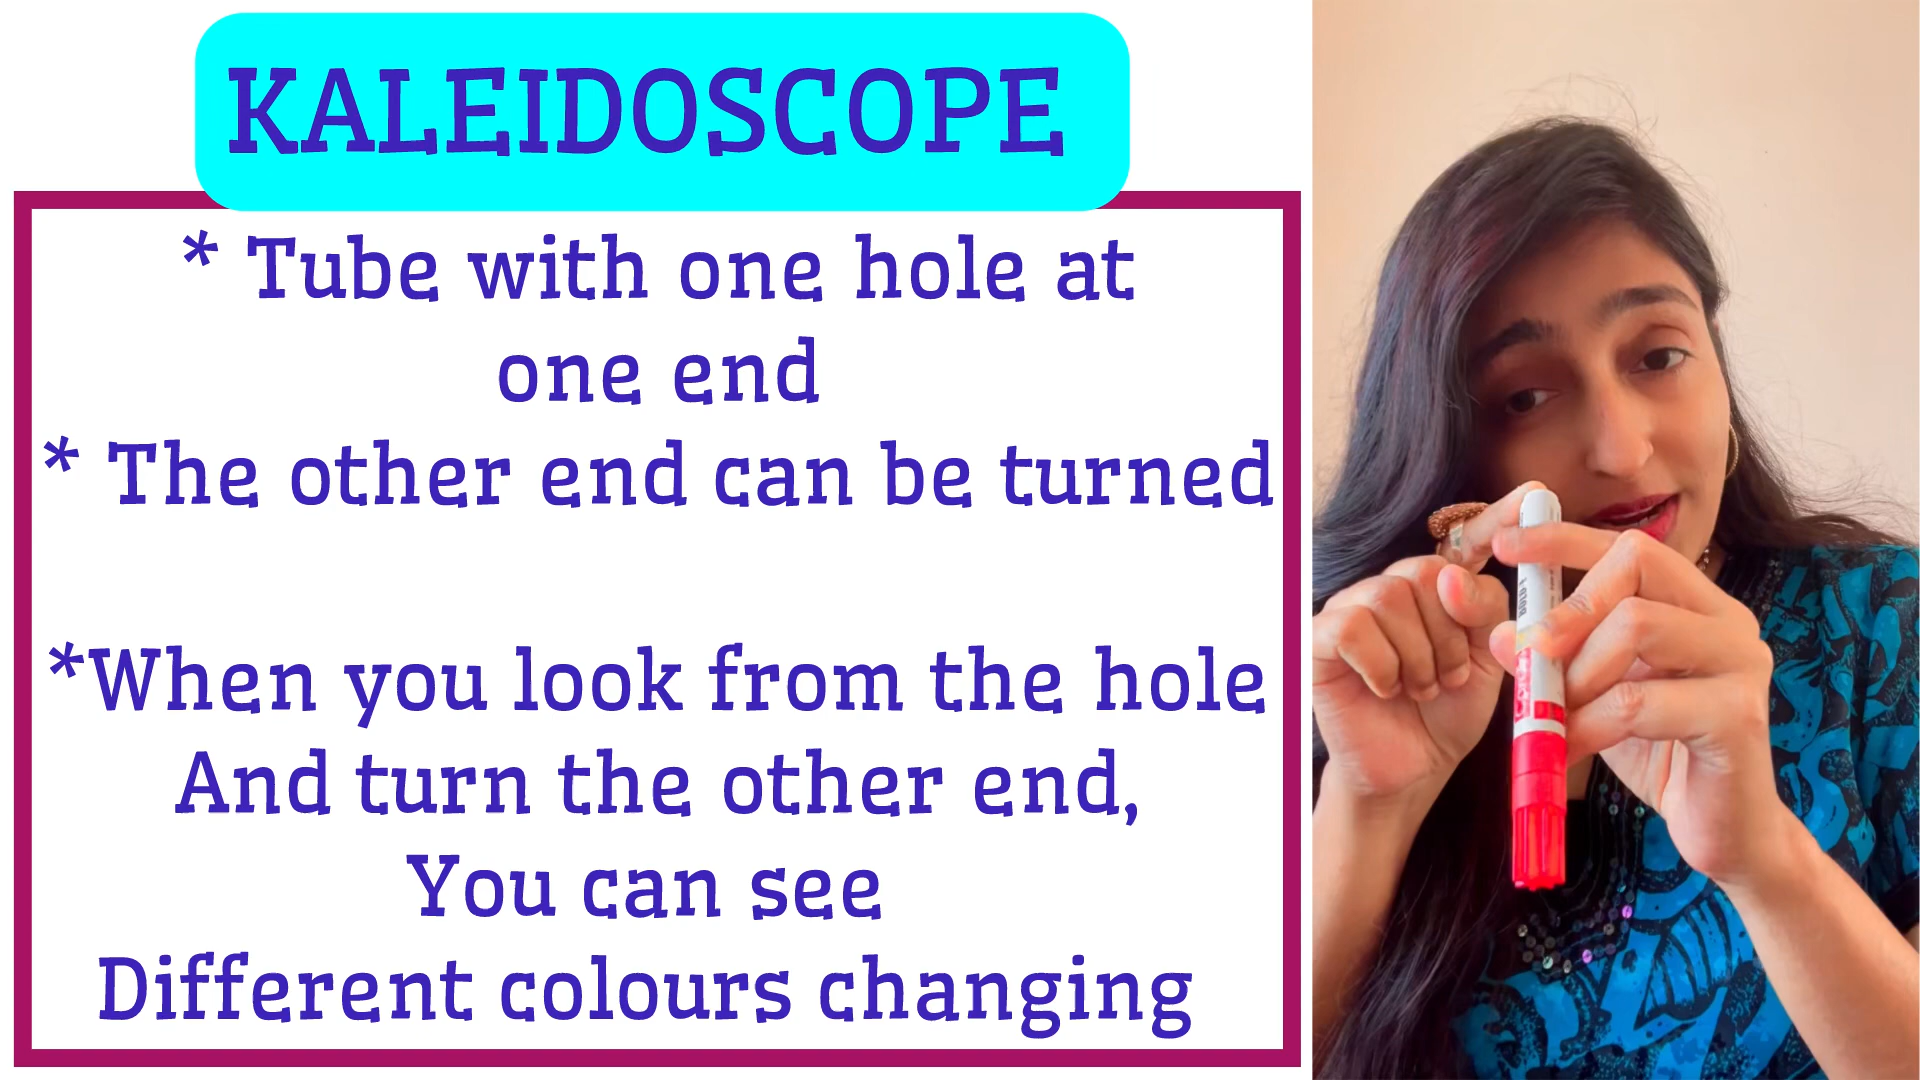 KALEIDOSCOPE
* Tube with one hole at
one end
* The other end can be turned
*When you look from the hole
And turn the other end,
You can see
Different colours changing